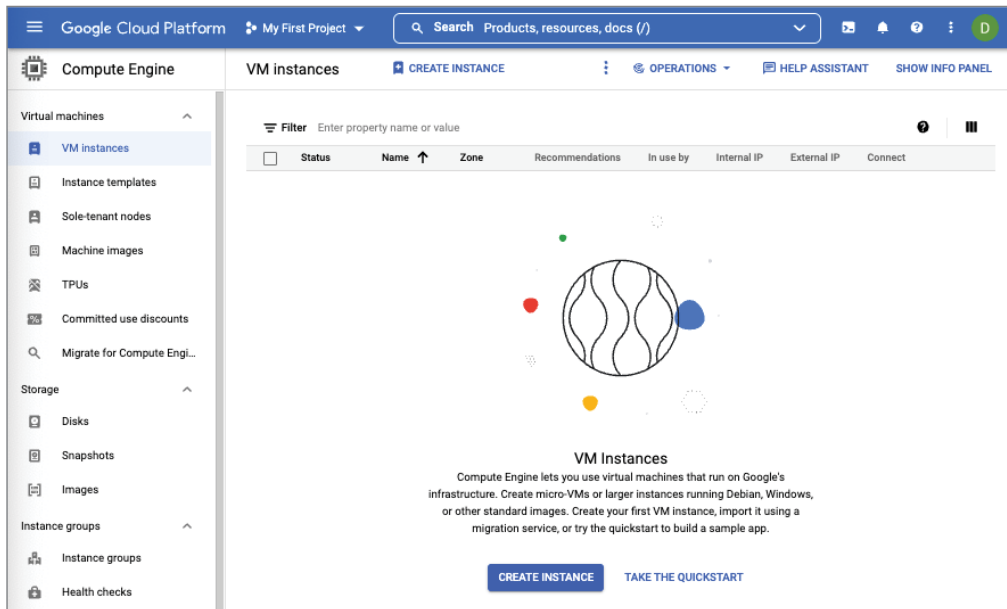 Google Cloud Platform My First Project Search Products, resources, docs (/) D
Compute Engine VM instances CREATE INSTANCE OPERATIONS HELP ASSISTANT SHOW INFO PANEL
Virtual machines
VM instances
Instance templates
Sole-tenant nodes
Machine images
TPUs
Committed use discounts
Migrate for Compute Engi...
Storage
Disks
Snapshots
Images
Instance groups
Instance groups
Health checks
Filter Enter property name or value
Status Name Zone Recommendations In use by Internal IP External IP Connect
VM Instances
Compute Engine lets you use virtual machines that run on Google's
infrastructure. Create micro-VMs or larger instances running Debian, Windows,
or other standard images. Create your first VM instance, import it using a
migration service, or try the quickstart to build a sample app.
CREATE INSTANCE TAKE THE QUICKSTART